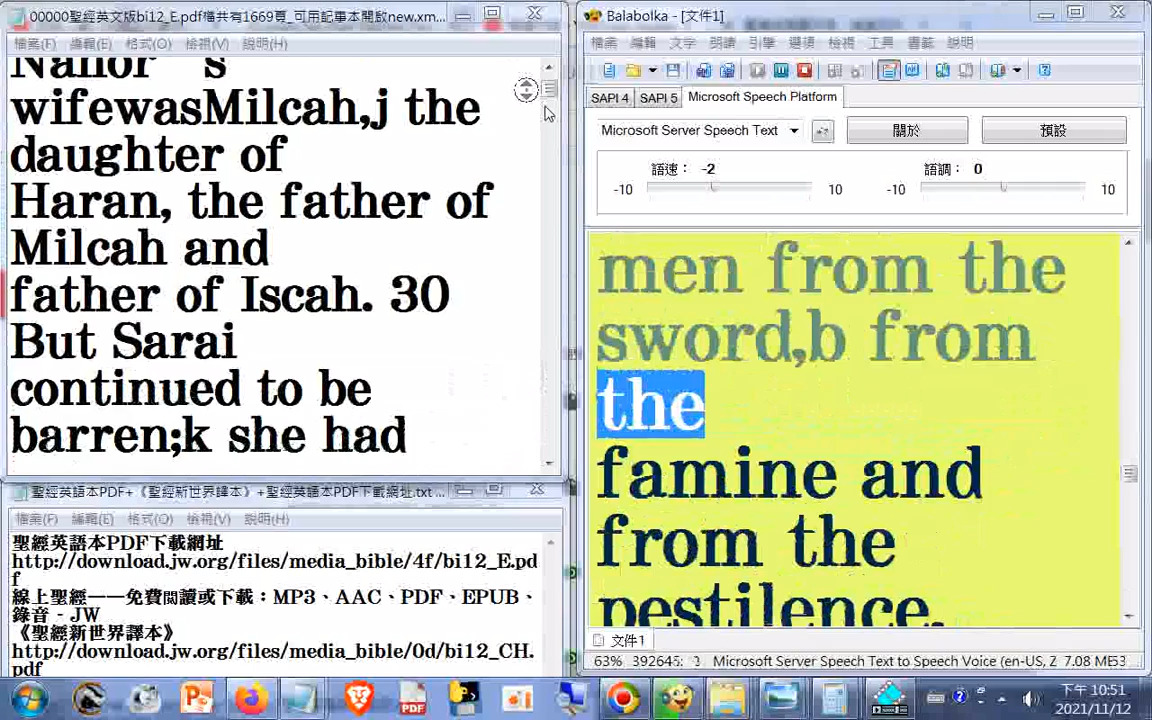 00000聖經英文版bi12_E.pdf檔共有1669頁_可用記事本開啟new.xm...
檔案(F) 編輯(E) 格式(O) 檢視(V) 說明(H)
Nahor's
wifewasMilcah,j the
daughter of
Haran, the father of
Milcah and
father of Iscah. 30
But Sarai
continued to be
barren;k she had
聖經英語本PDF+《聖經新世界譯本》+聖經英語本PDF下載網址.txt ...
檔案(F) 編輯(E) 格式(O) 檢視(V) 說明(H)
聖經英語本PDF下載網址
http://download.jw.org/files/media_bible/4f/bi12_E.pd
f
線上聖經——免費閱讀或下載：MP3、AAC、PDF、EPUB、
錄音 - JW
《聖經新世界譯本》
http://download.jw.org/files/media_bible/0d/bi12_CH.
pdf
Balabolka - [文件1]
檔案 編輯 文字 朗讀 引擎 選項 檢視 工具 書籤 說明
SAPI 4 SAPI 5 Microsoft Speech Platform
Microsoft Server Speech Text 關於 預設
語速： -2 語調： 0
-10 10 -10 10
men from the
sword,b from
the
famine and
from the
pestilence.
文件1
63% 392645: Microsoft Server Speech Text to Speech Voice (en-US, Z 7.08 ME53
下午 10:51
2021/11/12